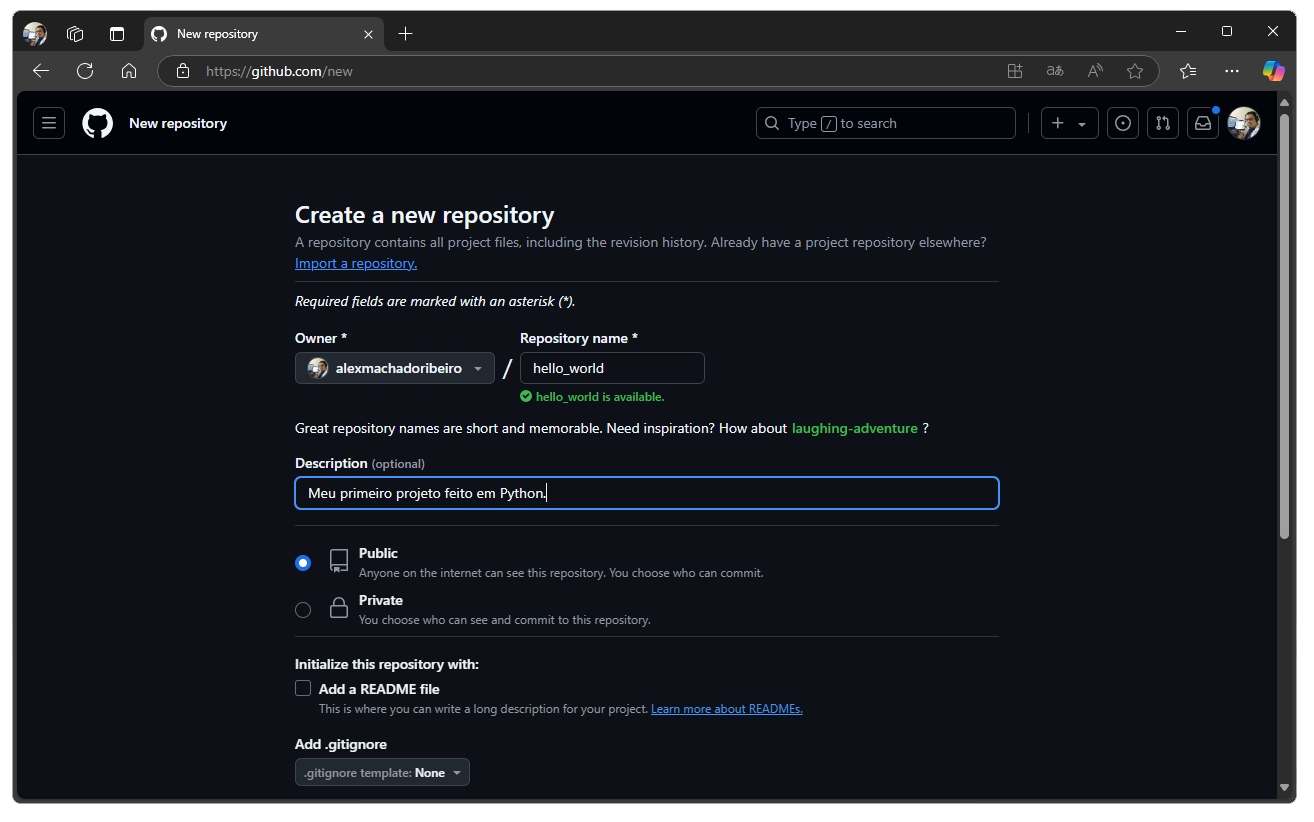 New repository
https://github.com/new
New repository
Type / to search
Create a new repository
A repository contains all project files, including the revision history. Already have a project repository elsewhere?
Import a repository.
Required fields are marked with an asterisk (*).
Owner * Repository name *
alexmachadoribeiro / hello_world
hello_world is available.
Great repository names are short and memorable. Need inspiration? How about laughing-adventure ?
Description (optional)
Meu primeiro projeto feito em Python.
Public
Anyone on the internet can see this repository. You choose who can commit.
Private
You choose who can see and commit to this repository.
Initialize this repository with:
Add a README file
This is where you can write a long description for your project. Learn more about READMEs.
Add .gitignore
.gitignore template: None